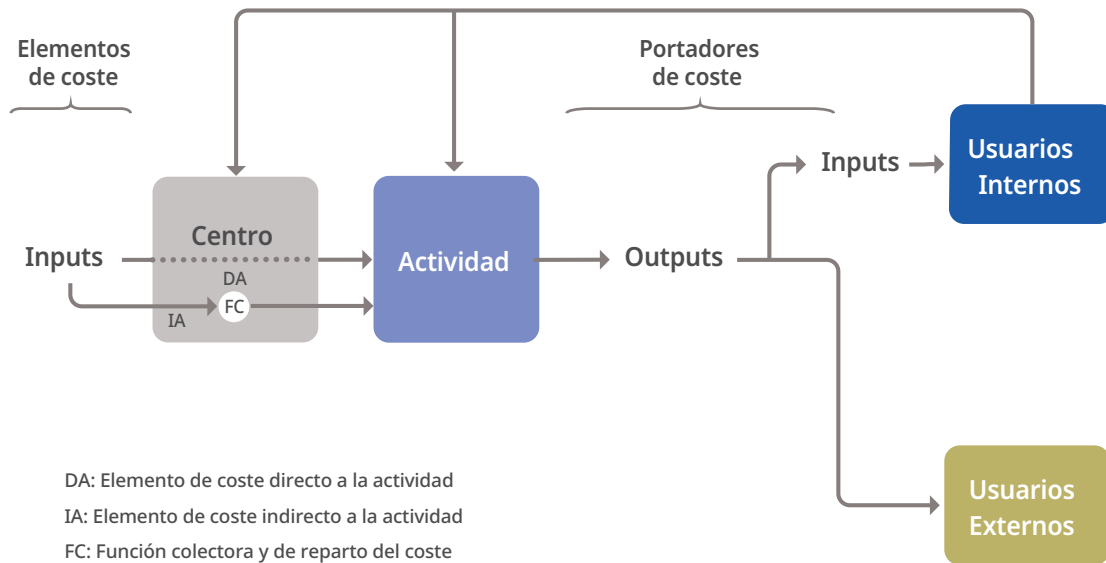 Elementos
de coste
Portadores
de coste
Inputs
Usuarios
Internos
Centro
Inputs
DA
FC
IA
Actividad
Outputs
Usuarios
Externos
DA: Elemento de coste directo a la actividad
IA: Elemento de coste indirecto a la actividad
FC: Función colectora y de reparto del coste